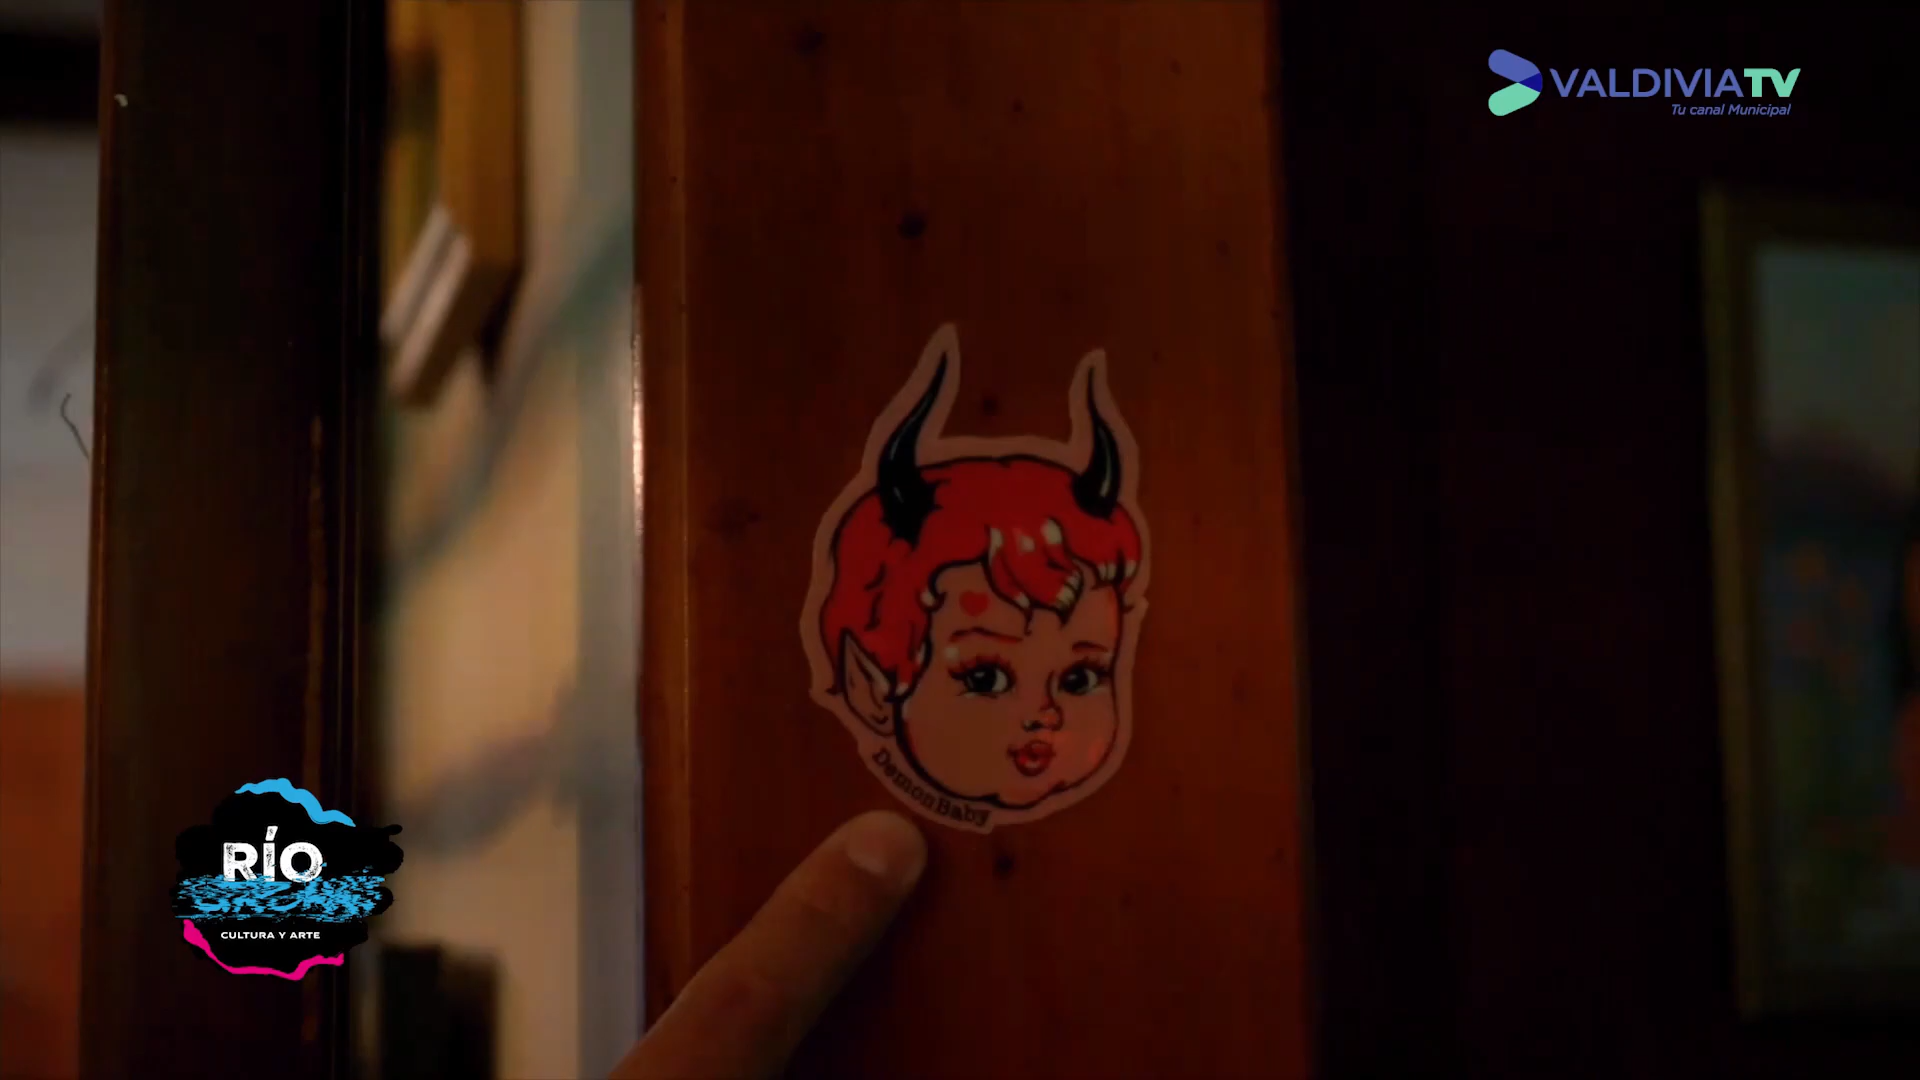 VALDIVIATV
Tu canal Municipal
DemonBaby
RÍO
CULTURA Y ARTE